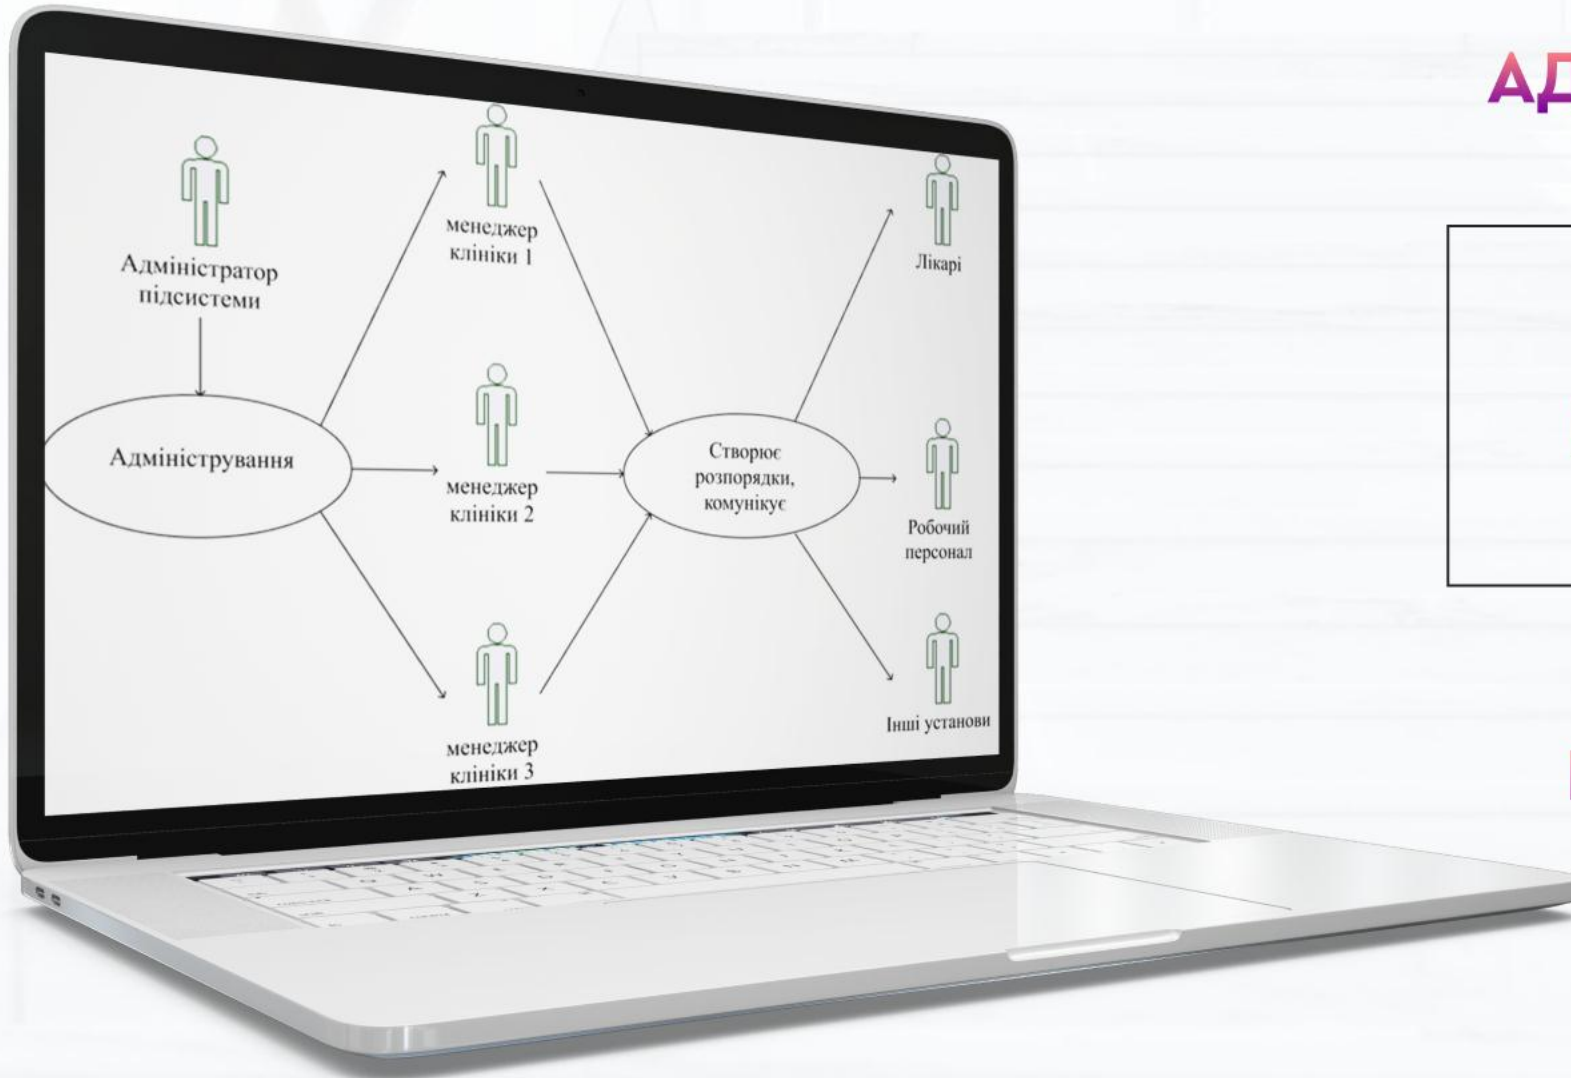 Адміністратор
підсистеми
Адміністрування
менеджер
клініки 1
менеджер
клініки 2
менеджер
клініки 3
Створює
розпорядки,
комунікує
Лікарі
Робочий
персонал
Інші установи